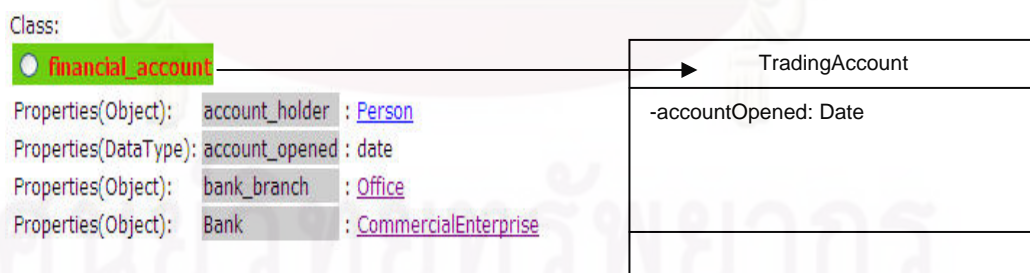 Class:
financial_account
Properties(Object): account_holder : Person
Properties(DataType): account_opened : date
Properties(Object): bank_branch : Office
Properties(Object): Bank : CommercialEnterprise
TradingAccount
-accountOpened: Date